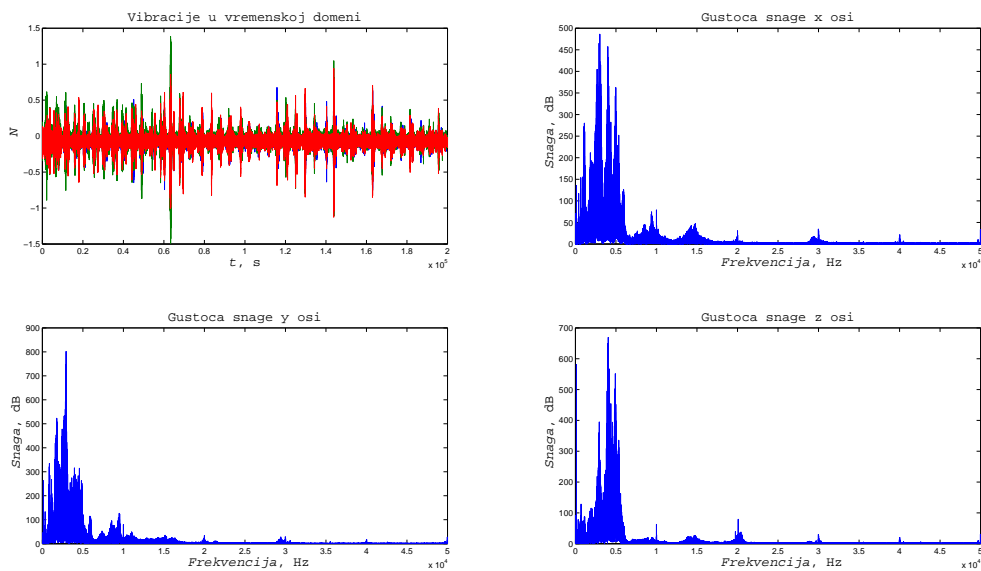 Vibracije u vremenskoj domeni
1.5
1
0.5
0
−0.5
−1
−1.5
N
0 0.2 0.4 0.6 0.8 1 1.2 1.4 1.6 1.8 2
x 10^5
t, s
Gustoca snage x osi
500
450
400
350
300
250
200
150
100
50
0
Snaga, dB
0 0.5 1 1.5 2 2.5 3 3.5 4 4.5 5
x 10^4
Frekvencija, Hz
Gustoca snage y osi
900
800
700
600
500
400
300
200
100
0
Snaga, dB
0 0.5 1 1.5 2 2.5 3 3.5 4 4.5 5
x 10^4
Frekvencija, Hz
Gustoca snage z osi
700
600
500
400
300
200
100
0
Snaga, dB
0 0.5 1 1.5 2 2.5 3 3.5 4 4.5 5
x 10^4
Frekvencija, Hz